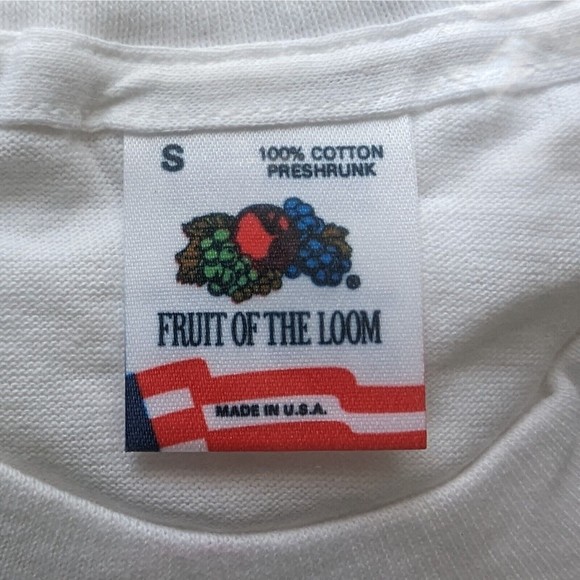 S
100% COTTON
PRESHRUNK
®
FRUIT OF THE LOOM
MADE IN U.S.A.